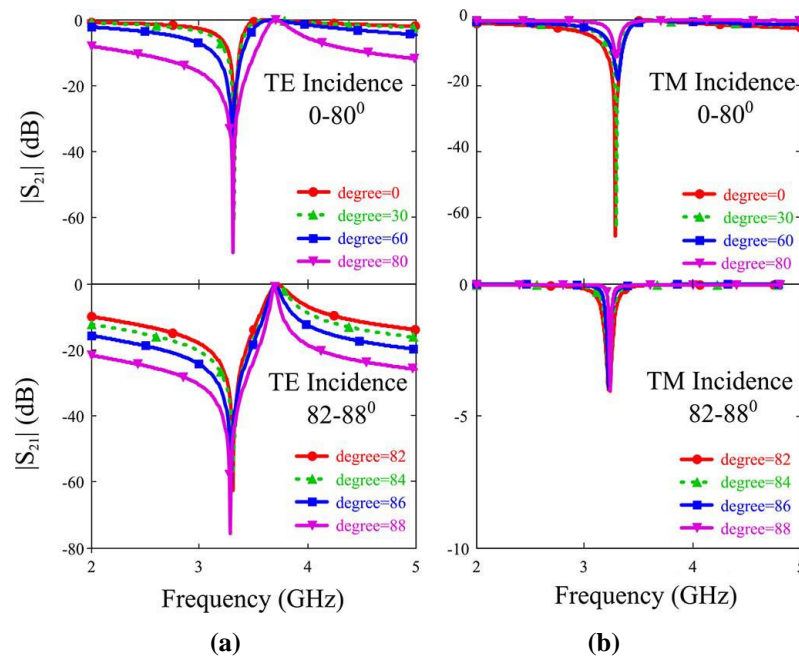 0
-20
-40
-60
|S21| (dB)
TE Incidence
0-80⁰
degree=0
degree=30
degree=60
degree=80
0
-20
-40
-60
TM Incidence
0-80⁰
degree=0
degree=30
degree=60
degree=80
0
-20
-40
-60
-80
|S21| (dB)
TE Incidence
82-88⁰
degree=82
degree=84
degree=86
degree=88
2 3 4 5
Frequency (GHz)
0
-5
-10
TM Incidence
82-88⁰
degree=82
degree=84
degree=86
degree=88
2 3 4 5
Frequency (GHz)
(a) (b)